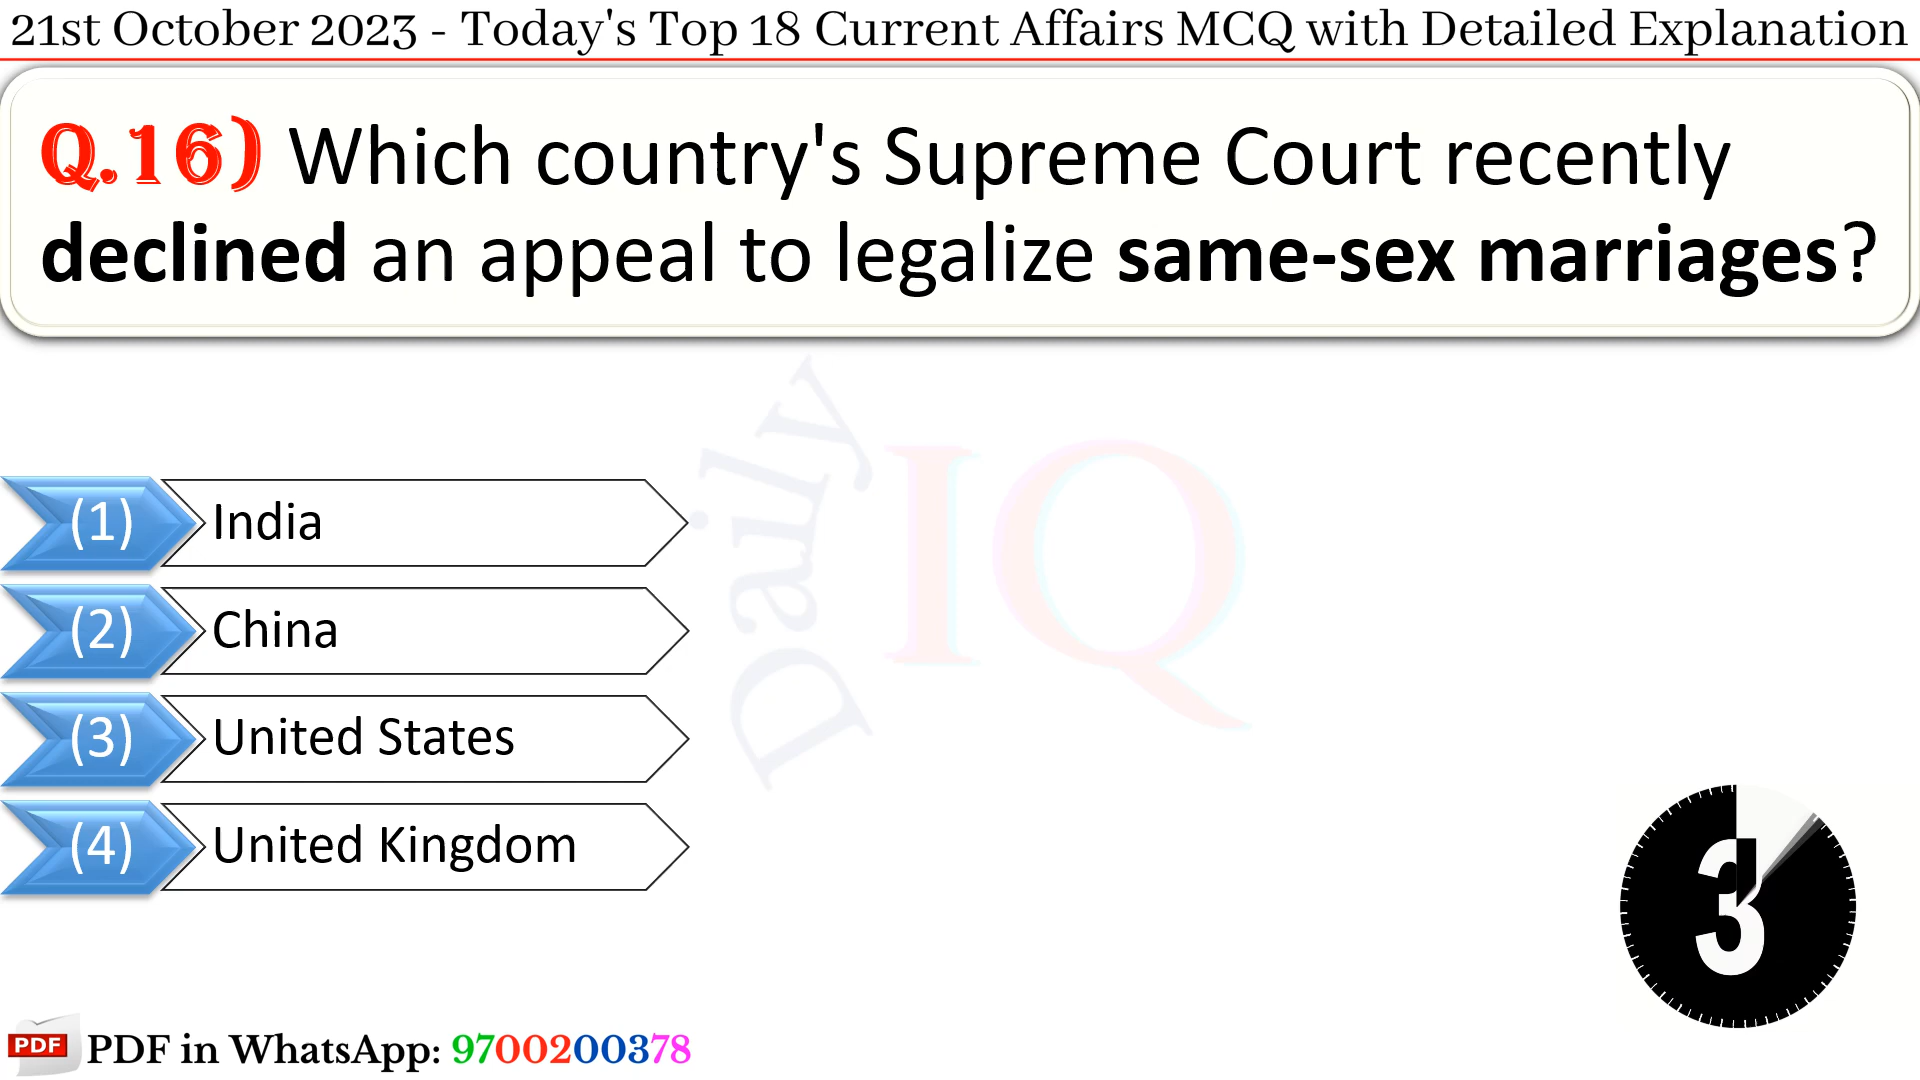 21st October 2023 - Today's Top 18 Current Affairs MCQ with Detailed Explanation
Q.16) Which country's Supreme Court recently
declined an appeal to legalize same-sex marriages?
Daily IQ
(1) India
(2) China
(3) United States
(4) United Kingdom
3
PDF PDF in WhatsApp: 9700200378